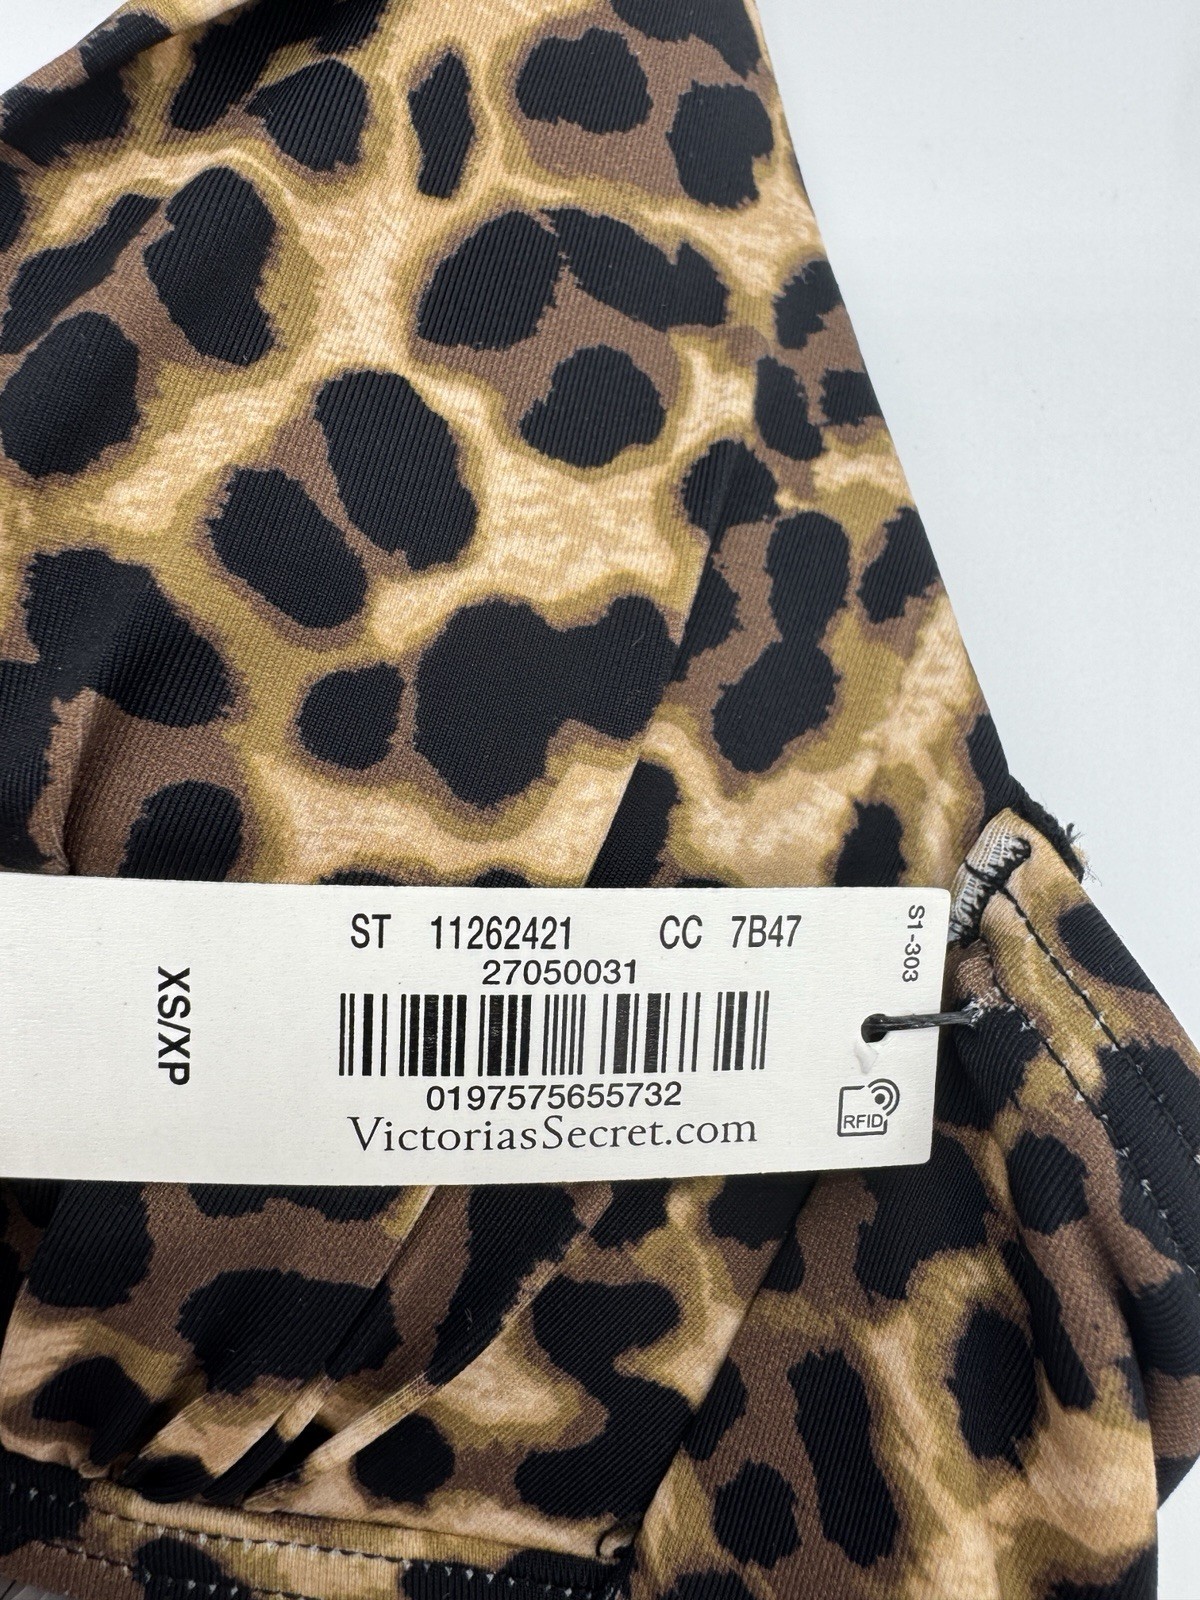 ST 11262421 CC 7B47
27050031
0197575655732
VictoriasSecret.com
XS/XP
S1-303
RFID